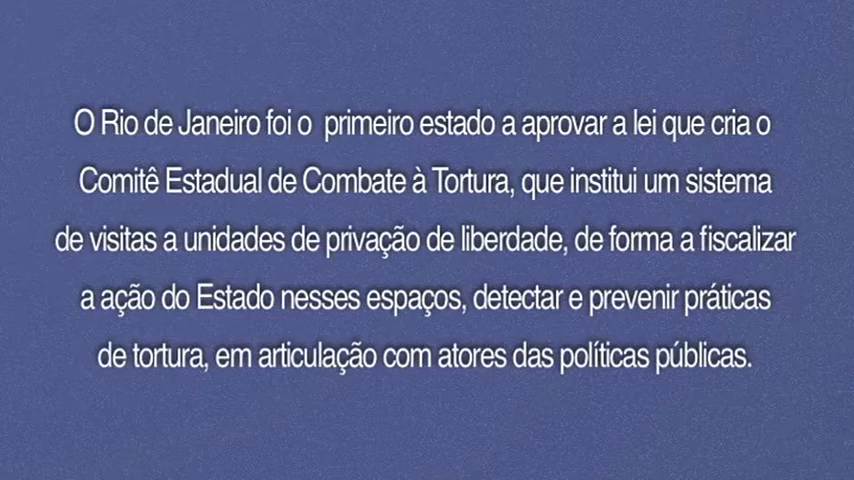 O Rio de Janeiro foi o  primeiro estado a aprovar a lei que cria o
Comitê Estadual de Combate à Tortura, que institui um sistema
de visitas a unidades de privação de liberdade, de forma a fiscalizar
a ação do Estado nesses espaços, detectar e prevenir práticas
de tortura, em articulação com atores das políticas públicas.